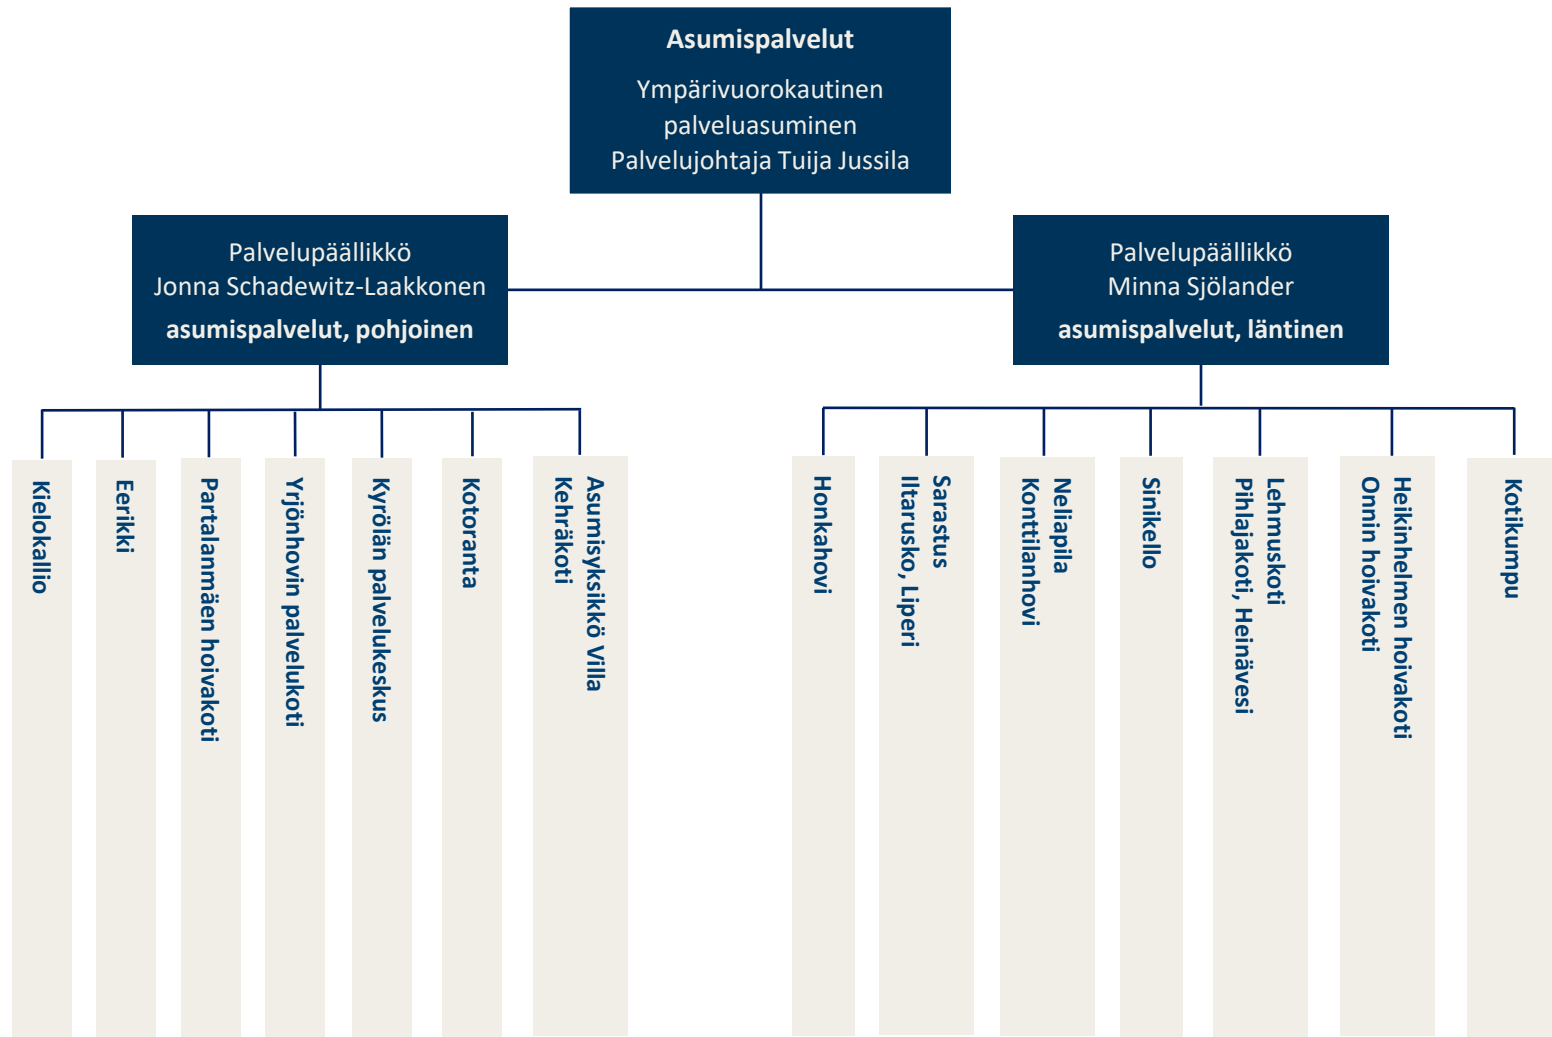 Asumispalvelut
Ympärivuorokautinen
palveluasuminen
Palvelujohtaja Tuija Jussila
Palvelupäällikkö
Jonna Schadewitz-Laakkonen
asumispalvelut, pohjoinen
Palvelupäällikkö
Minna Sjölander
asumispalvelut, läntinen
Kielokallio
Eerikki
Partalanmäen hoivakoti
Yrjönhovin palvelukoti
Kyrölän palvelukeskus
Kotoranta
Asumisyksikkö Villa
Kehräkoti
Honkahovi
Sarastus
Iltarusko, Liperi
Neliapila
Konttilanhovi
Sinikello
Lehmuskoti
Pihlajakoti, Heinävesi
Heikinhelmen hoivakoti
Onnin hoivakoti
Kotikumpu